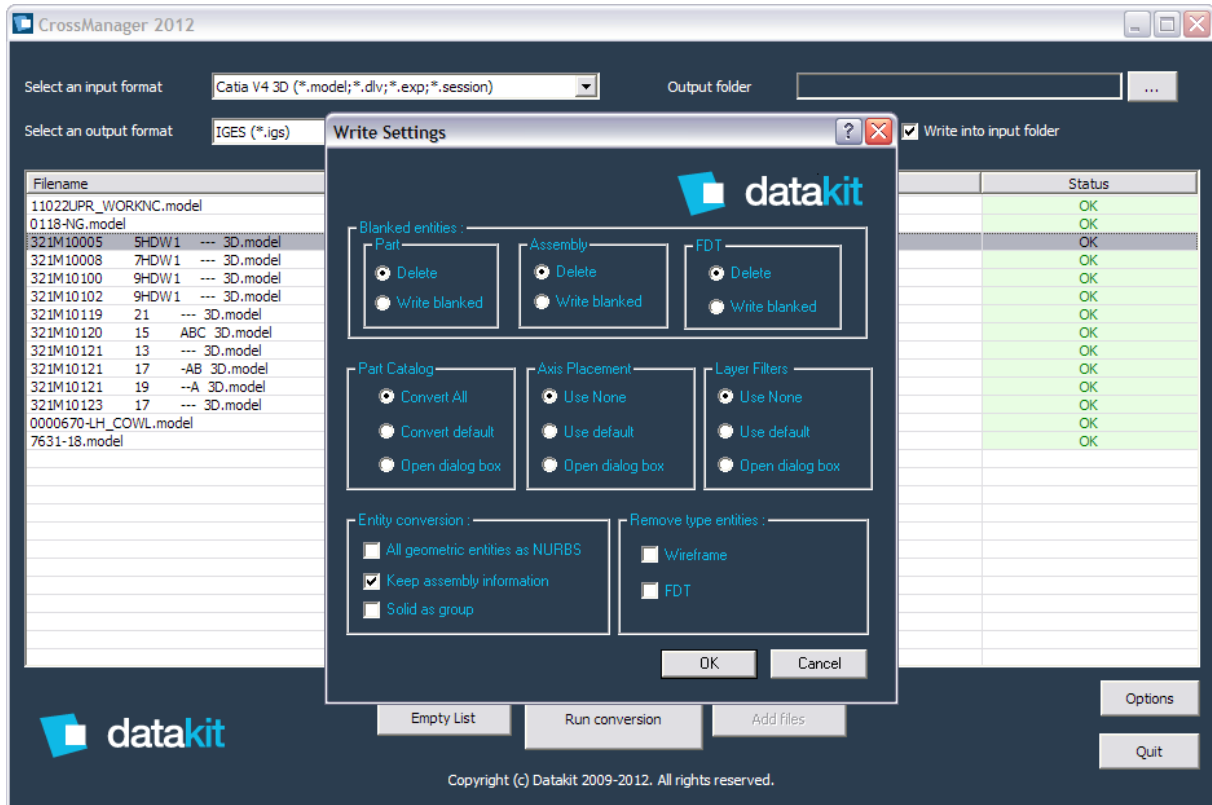 CrossManager 2012
Select an input format
Catia V4 3D (*.model;*.dlv;*.exp;*.session)
Output folder
...
Select an output format
IGES (*.igs)
Write into input folder
Filename
Status
11022UPR_WORKNC.model
OK
0118-NG.model
OK
321M10005 5HDW1 --- 3D.model
OK
321M10008 7HDW1 --- 3D.model
OK
321M10100 9HDW1 --- 3D.model
OK
321M10102 9HDW1 --- 3D.model
OK
321M10119 21 --- 3D.model
OK
321M10120 15 ABC 3D.model
OK
321M10121 13 --- 3D.model
OK
321M10121 17 -AB 3D.model
OK
321M10121 19 --A 3D.model
OK
321M10123 17 --- 3D.model
OK
0000670-LH_COWL.model
OK
7631-18.model
OK
Write Settings
?
datakit
Blanked entities :
Part
Delete
Write blanked
Assembly
Delete
Write blanked
FDT
Delete
Write blanked
Part Catalog
Convert All
Convert default
Open dialog box
Axis Placement
Use None
Use default
Open dialog box
Layer Filters
Use None
Use default
Open dialog box
Entity conversion :
All geometric entities as NURBS
Keep assembly information
Solid as group
Remove type entities :
Wireframe
FDT
OK
Cancel
datakit
Empty List
Run conversion
Add files
Options
Quit
Copyright (c) Datakit 2009-2012. All rights reserved.